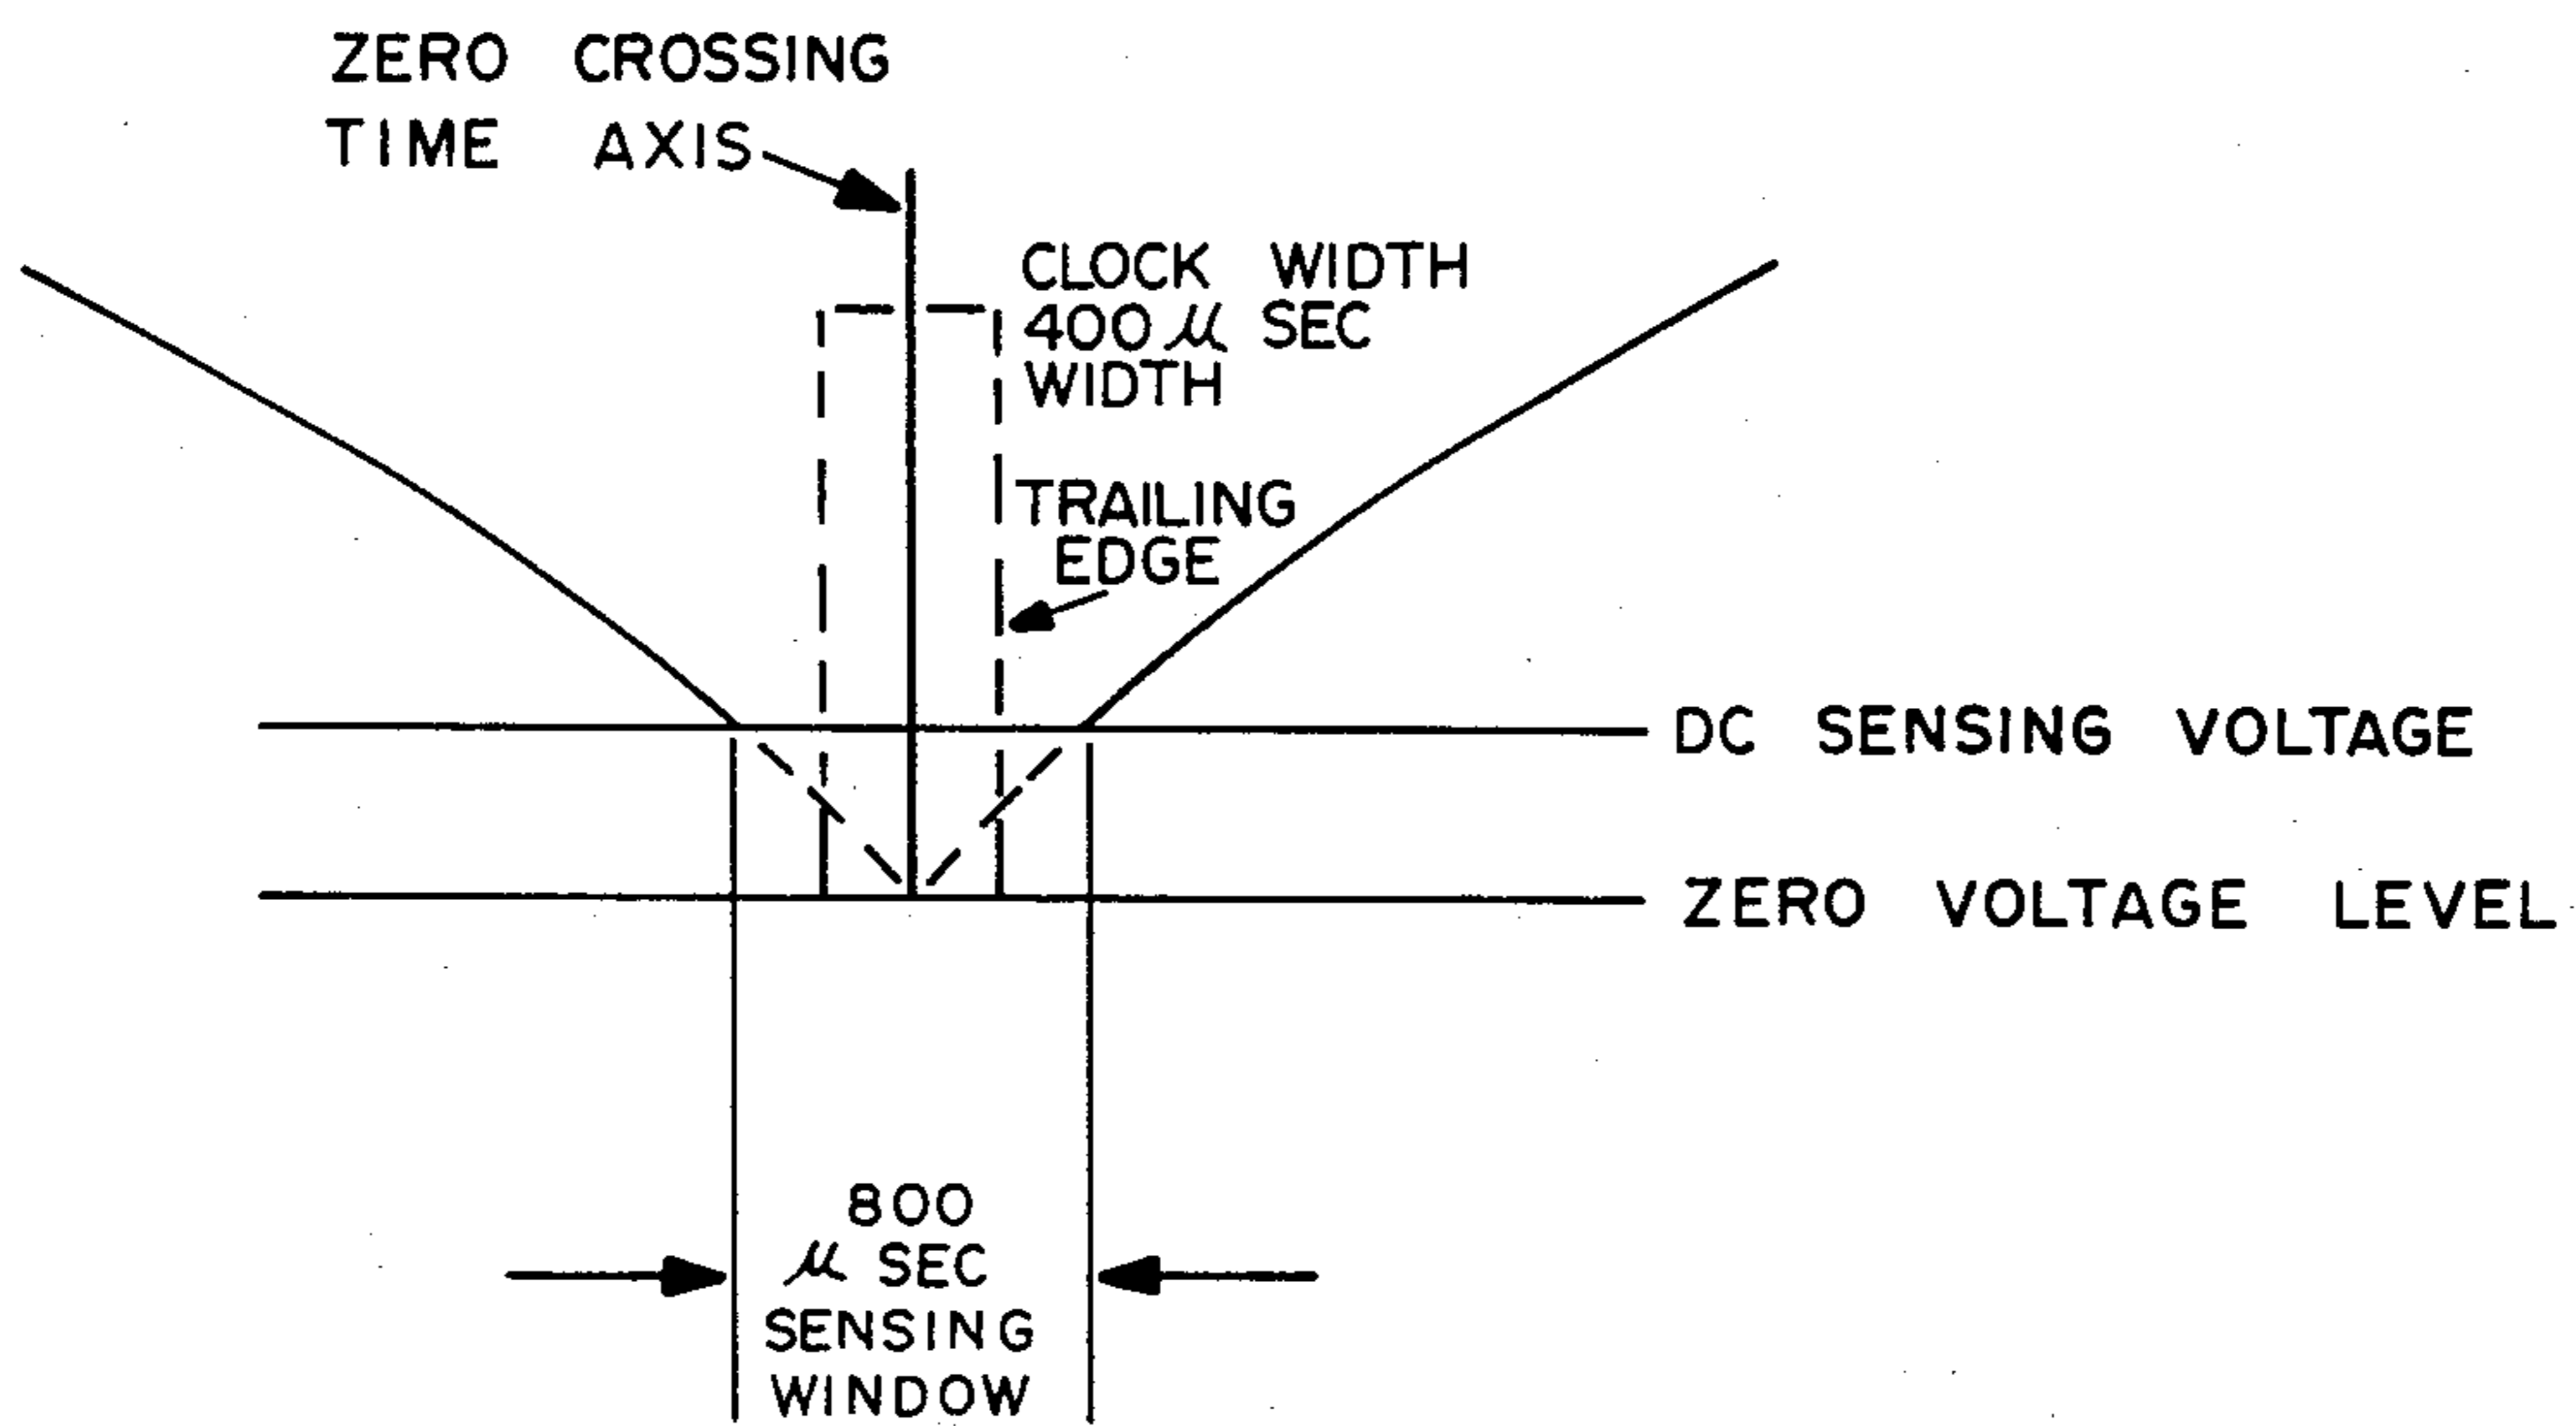 ZERO CROSSING
TIME AXIS
CLOCK WIDTH
400 μ SEC
WIDTH
TRAILING
EDGE
DC SENSING VOLTAGE
ZERO VOLTAGE LEVEL
800
μ SEC
SENSING
WINDOW